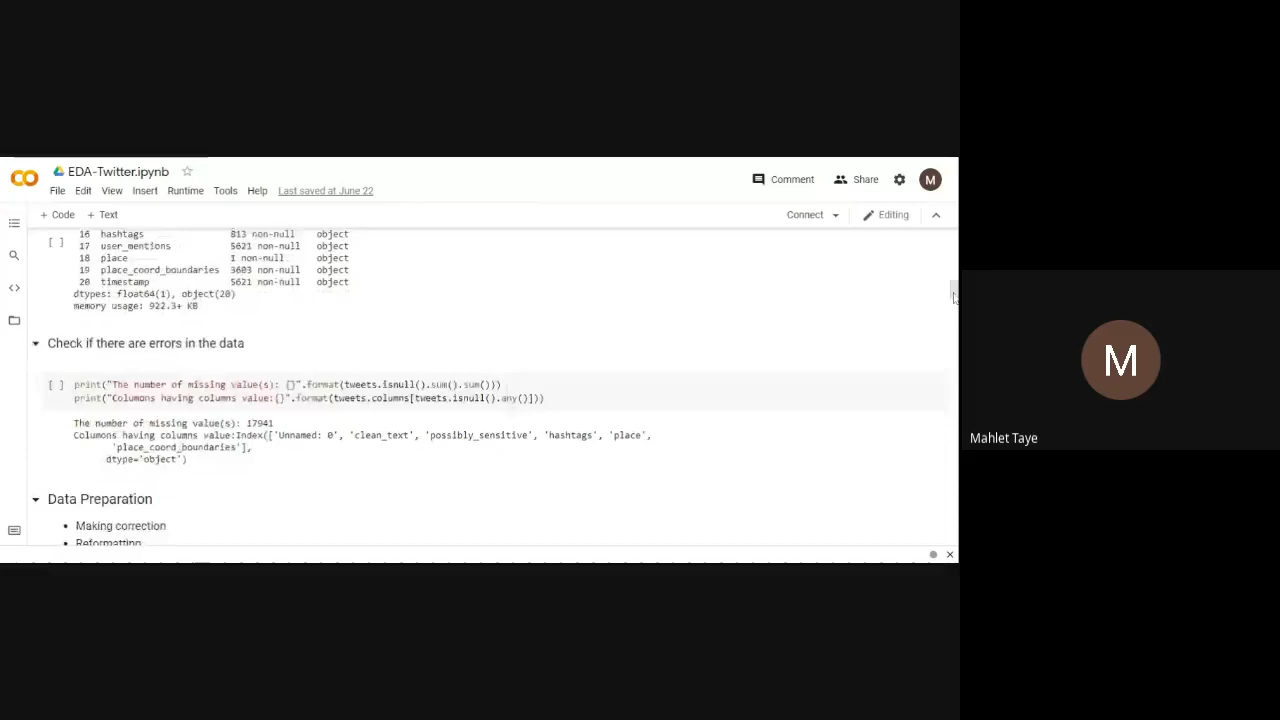 EDA-Twitter.ipynb
Comment
Share
M
File Edit View Insert Runtime Tools Help Last saved at June 22
+ Code + Text
Connect
Editing
16 hashtags 813 non-null object
[ ]
17 user_mentions 5621 non-null object
18 place 1 non-null object
19 place_coord_boundaries 3603 non-null object
20 timestamp 5621 non-null object
dtypes: float64(1), object(20)
memory usage: 922.3+ KB
Check if there are errors in the data
[ ] print("The number of missing value(s): {}".format(tweets.isnull().sum().sum()))
print("Columons having columns value:{}".format(tweets.columns[tweets.isnull().any()]))
The number of missing value(s): 17941
Columons having columns value:Index(['Unnamed: 0', 'clean_text', 'possibly_sensitive', 'hashtags', 'place',
'place_coord_boundaries'],
dtype='object')
Data Preparation
• Making correction
• Reformatting
M
Mahlet Taye